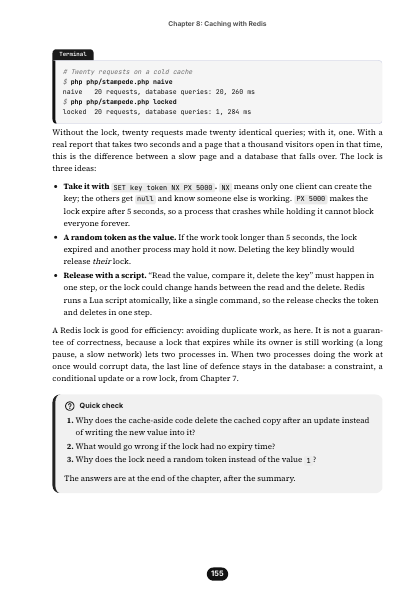 Chapter 8: Caching with Redis
Terminal
# Twenty requests on a cold cache
$ php php/stampede.php naive
naive   20 requests, database queries: 20, 260 ms
$ php php/stampede.php locked
locked  20 requests, database queries: 1, 284 ms
Without the lock, twenty requests made twenty identical queries; with it, one. With a
real report that takes two seconds and a page that a thousand visitors open in that time,
this is the difference between a slow page and a database that falls over. The lock is
three ideas:
• Take it with SET key token NX PX 5000. NX means only one client can create the
key; the others get null and know someone else is working. PX 5000 makes the
lock expire after 5 seconds, so a process that crashes while holding it cannot block
everyone forever.
• A random token as the value. If the work took longer than 5 seconds, the lock
expired and another process may hold it now. Deleting the key blindly would
release their lock.
• Release with a script. “Read the value, compare it, delete the key” must happen in
one step, or the lock could change hands between the read and the delete. Redis
runs a Lua script atomically, like a single command, so the release checks the token
and deletes in one step.
A Redis lock is good for efficiency: avoiding duplicate work, as here. It is not a guaran-
tee of correctness, because a lock that expires while its owner is still working (a long
pause, a slow network) lets two processes in. When two processes doing the work at
once would corrupt data, the last line of defence stays in the database: a constraint, a
conditional update or a row lock, from Chapter 7.
Quick check
1. Why does the cache-aside code delete the cached copy after an update instead
of writing the new value into it?
2. What would go wrong if the lock had no expiry time?
3. Why does the lock need a random token instead of the value 1?
The answers are at the end of the chapter, after the summary.
155